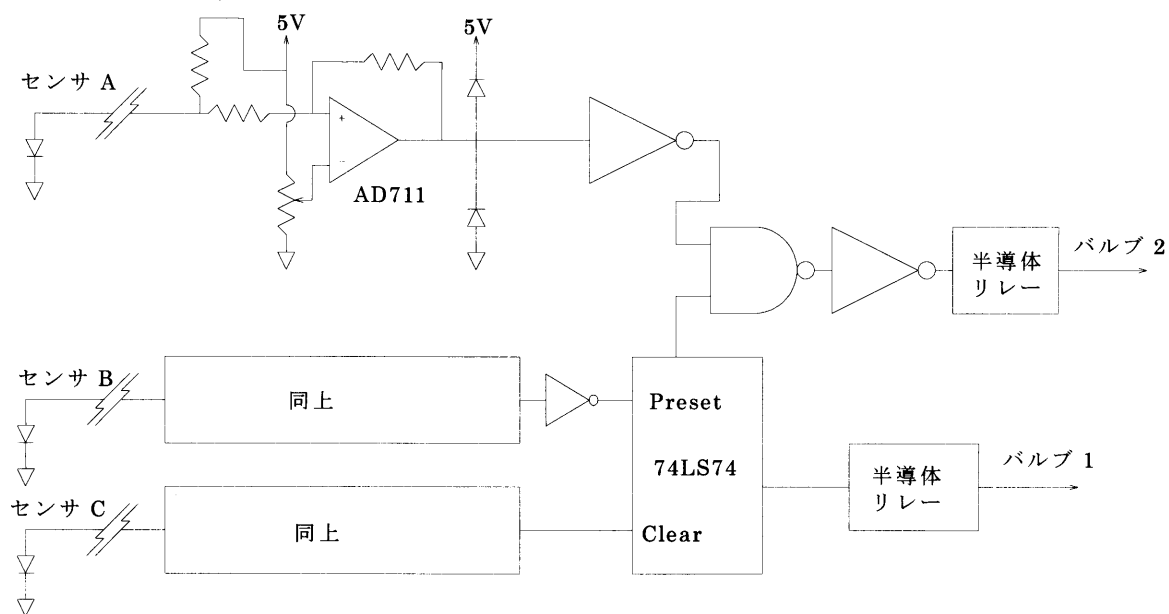 5V
5V
センサ A
+
-
AD711
バルブ 2
半導体
リレー
センサ B
同上
Preset
74LS74
バルブ 1
半導体
リレー
センサ C
同上
Clear